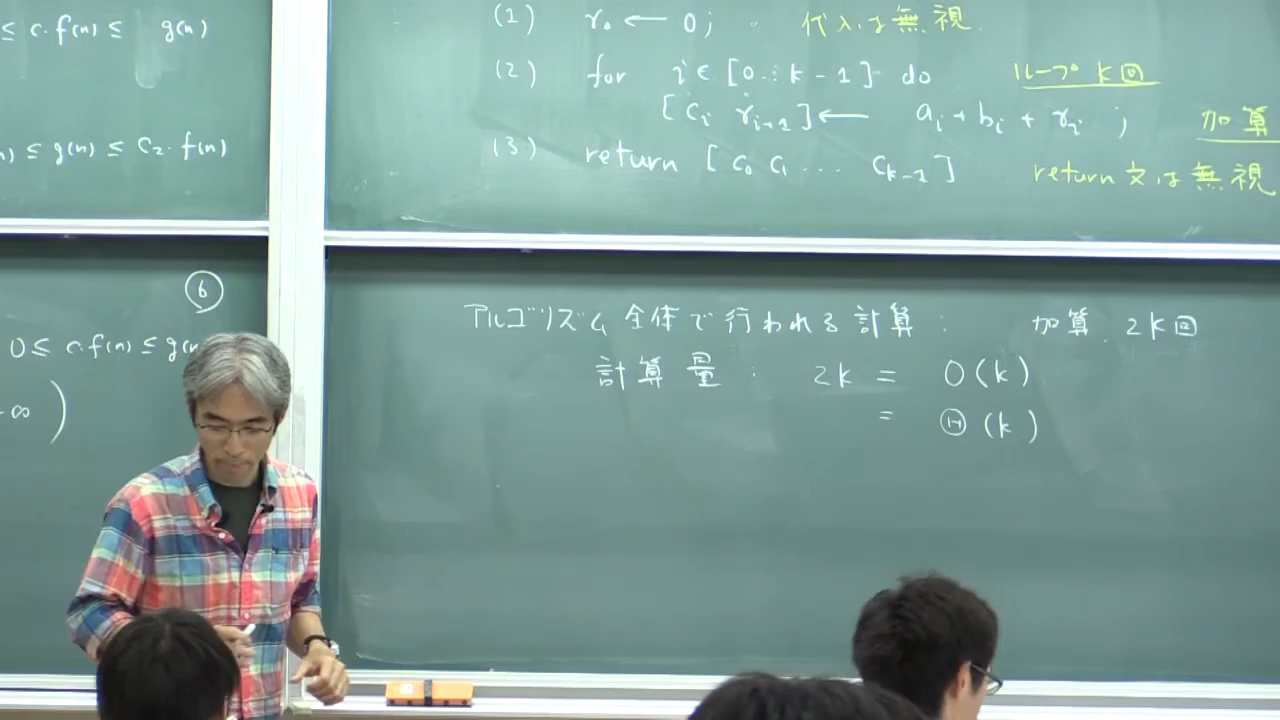 ≤ c・f(n) ≤ g(n)
) ≤ g(n) ≤ C₂・f(n)
⑥
0 ≤ c・f(n) ≤ g(
∞ )
(1) r₀ ← 0; 代入は無視.
(2) for i ∈ [0..k-1] do ループ k回
[cᵢ rᵢ₊₁] ← aᵢ + bᵢ + rᵢ ; 加算
(3) return [c₀ c₁ ... cₖ₋₁] return文は無視
アルゴリズム全体で行われる計算: 加算 2k回
計算量: 2k = O(k)
= Θ(k)